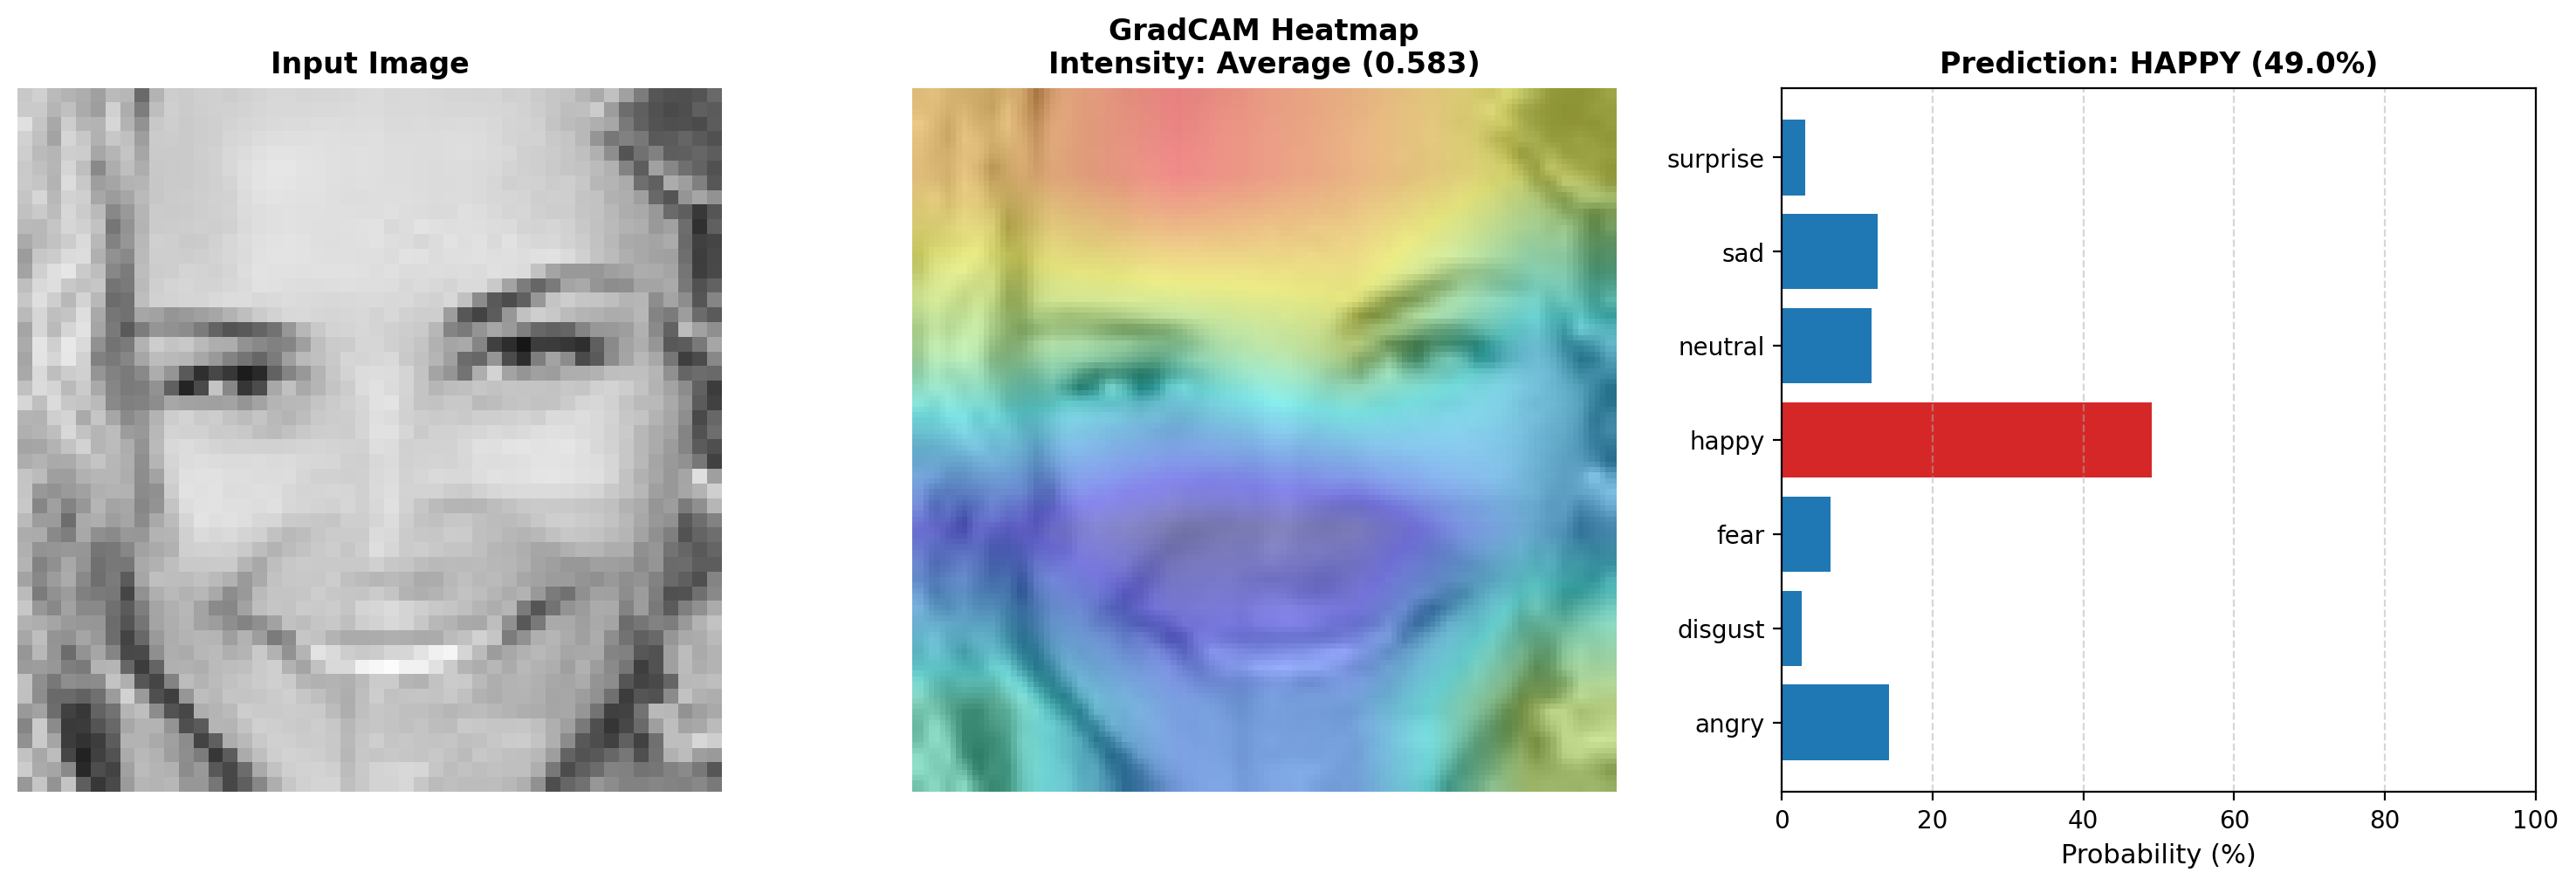 Input Image
GradCAM Heatmap
Intensity: Average (0.583)
Prediction: HAPPY (49.0%)
surprise
sad
neutral
happy
fear
disgust
angry
0 20 40 60 80 100
Probability (%)